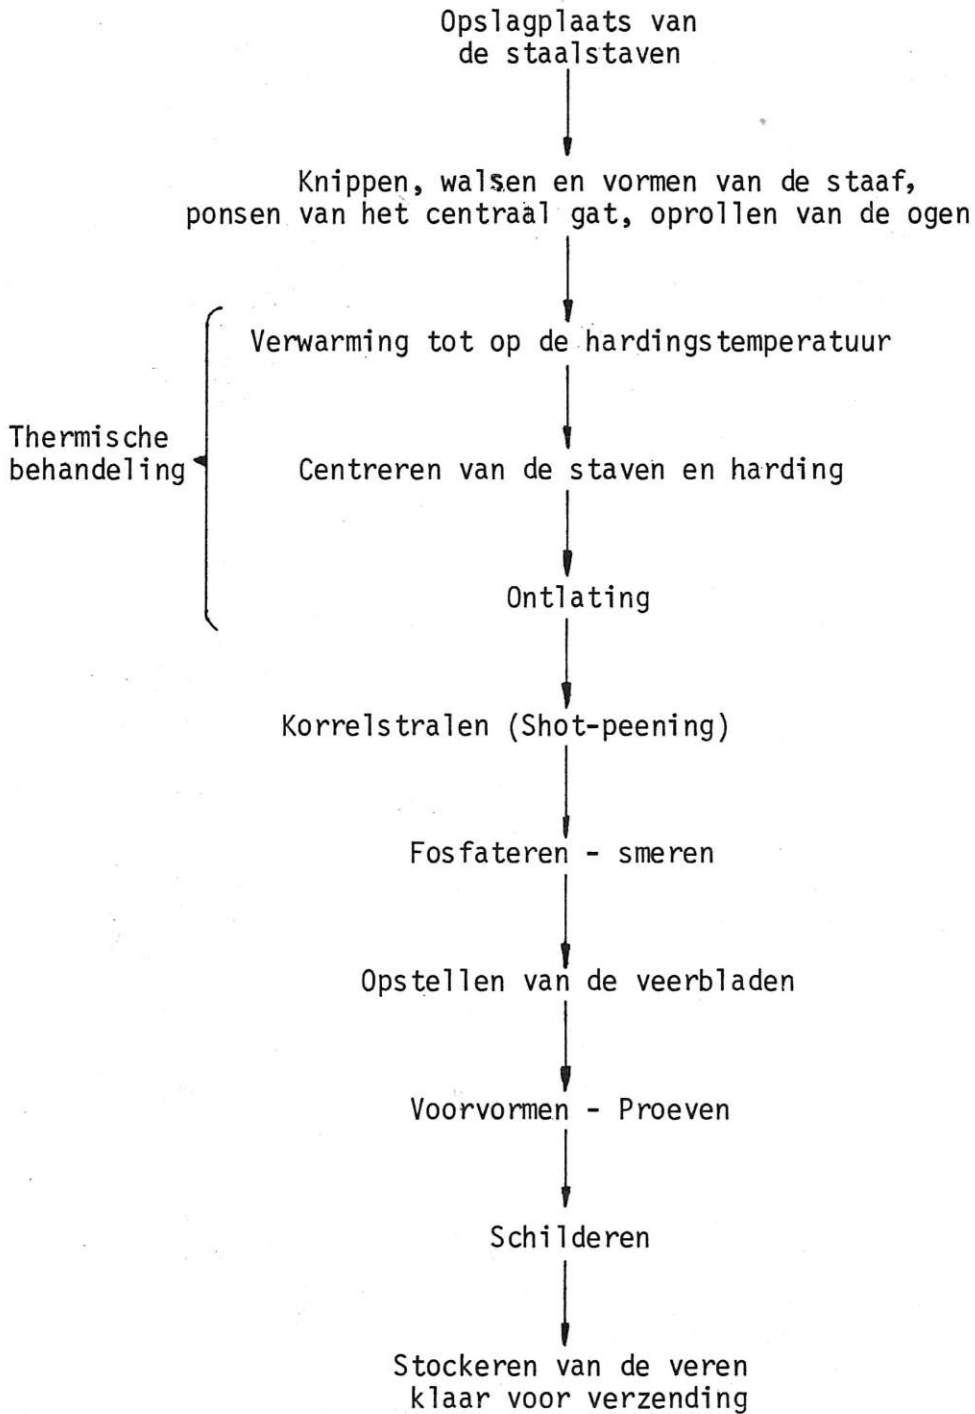 Opslagplaats van
de staalstaven
Knippen, walsen en vormen van de staaf,
ponsen van het centraal gat, oprollen van de ogen
Verwarming tot op de hardingstemperatuur
Thermische
behandeling
Centreren van de staven en harding
Ontlating
Korrelstralen (Shot-peening)
Fosfateren - smeren
Opstellen van de veerbladen
Voorvormen - Proeven
Schilderen
Stockeren van de veren
klaar voor verzending